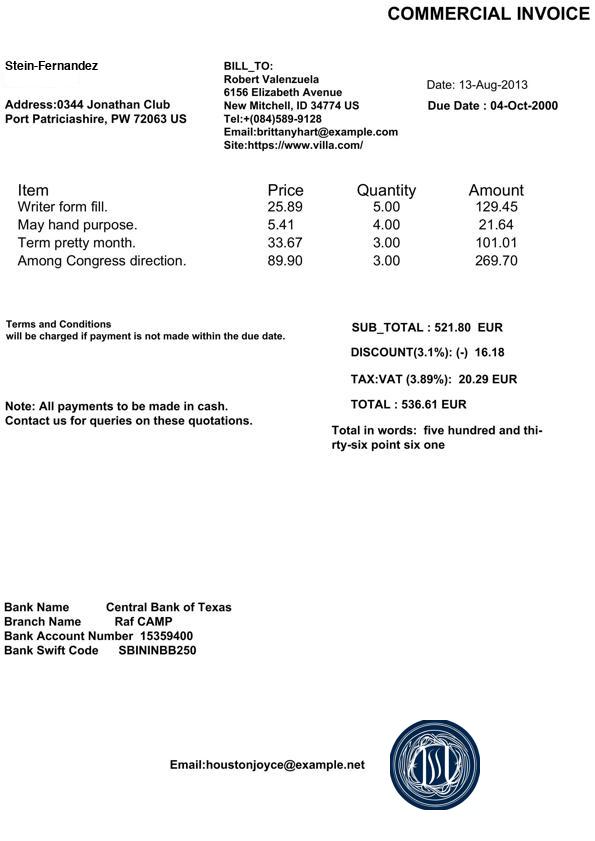 COMMERCIAL INVOICE
Stein-Fernandez
Address:0344 Jonathan Club
Port Patriciashire, PW 72063 US
BILL_TO:
Robert Valenzuela
6156 Elizabeth Avenue
New Mitchell, ID 34774 US
Tel:+(084)589-9128
Email:brittanyhart@example.com
Site:https://www.villa.com/
Date: 13-Aug-2013
Due Date : 04-Oct-2000
Item Price Quantity Amount
Writer form fill. 25.89 5.00 129.45
May hand purpose. 5.41 4.00 21.64
Term pretty month. 33.67 3.00 101.01
Among Congress direction. 89.90 3.00 269.70
Terms and Conditions
will be charged if payment is not made within the due date.
SUB_TOTAL : 521.80 EUR
DISCOUNT(3.1%): (-) 16.18
TAX:VAT (3.89%): 20.29 EUR
TOTAL : 536.61 EUR
Note: All payments to be made in cash.
Contact us for queries on these quotations.
Total in words: five hundred and thi-
rty-six point six one
Bank Name Central Bank of Texas
Branch Name Raf CAMP
Bank Account Number 15359400
Bank Swift Code SBININBB250
Email:houstonjoyce@example.net